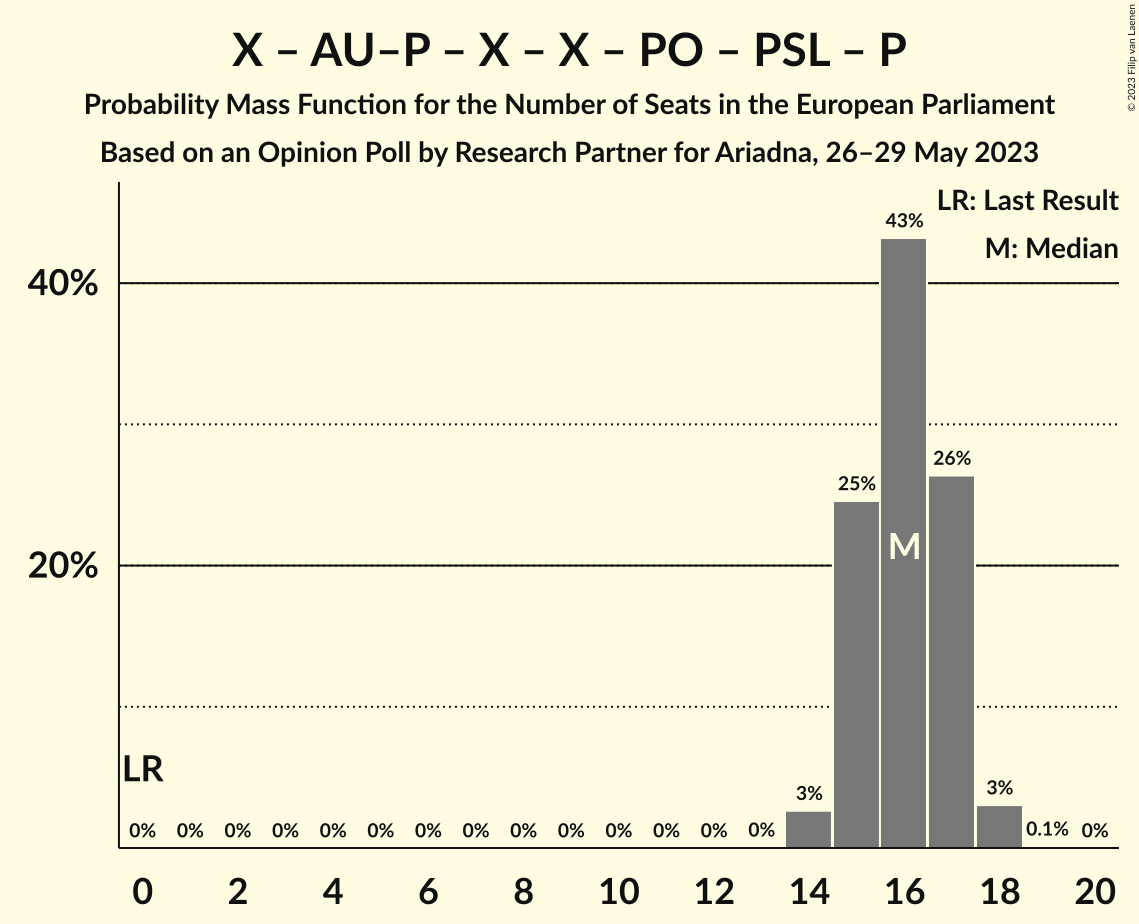 X – AU–P – X – X – PO – PSL – P
Probability Mass Function for the Number of Seats in the European Parliament
Based on an Opinion Poll by Research Partner for Ariadna, 26–29 May 2023
© 2023 Filip van Laenen
LR: Last Result
M: Median
43%
40%
26%
25%
M
20%
LR
3% 3%
0% 0% 0% 0% 0% 0% 0% 0% 0% 0% 0% 0% 0% 0% 0.1% 0%
0 2 4 6 8 10 12 14 16 18 20